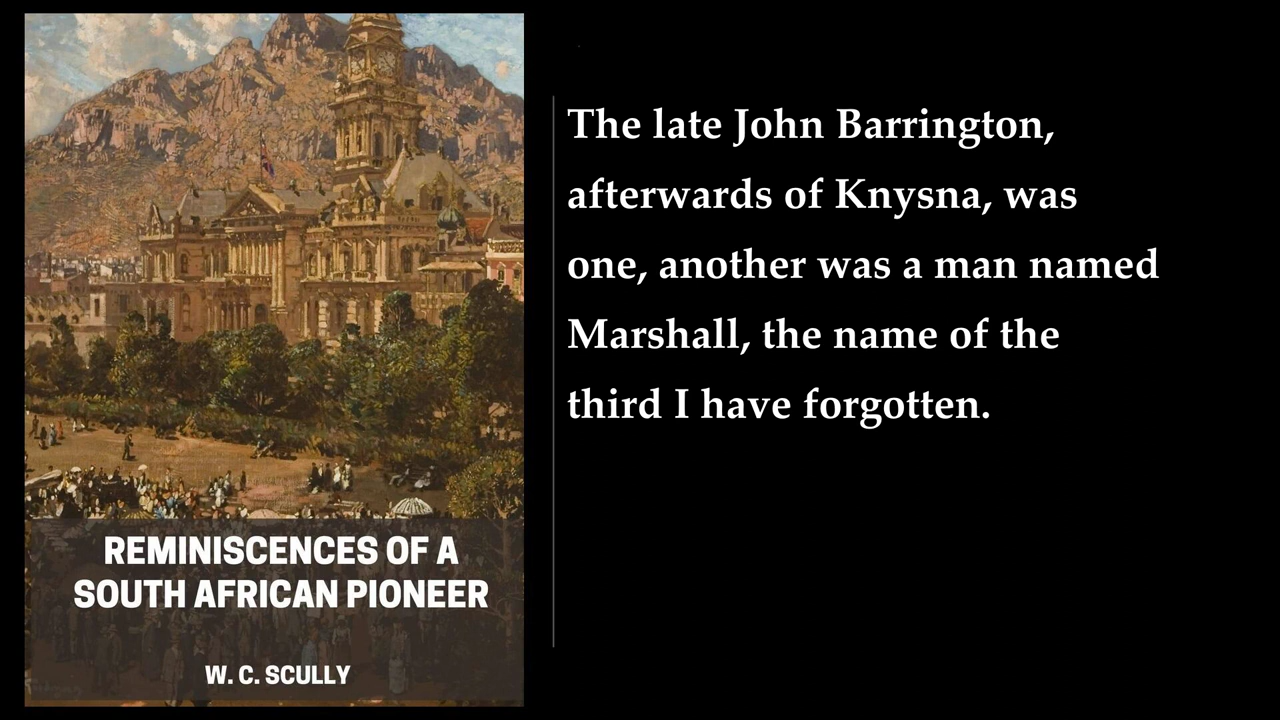 The late John Barrington,
afterwards of Knysna, was
one, another was a man named
Marshall, the name of the
third I have forgotten.
REMINISCENCES OF A
SOUTH AFRICAN PIONEER
W. C. SCULLY